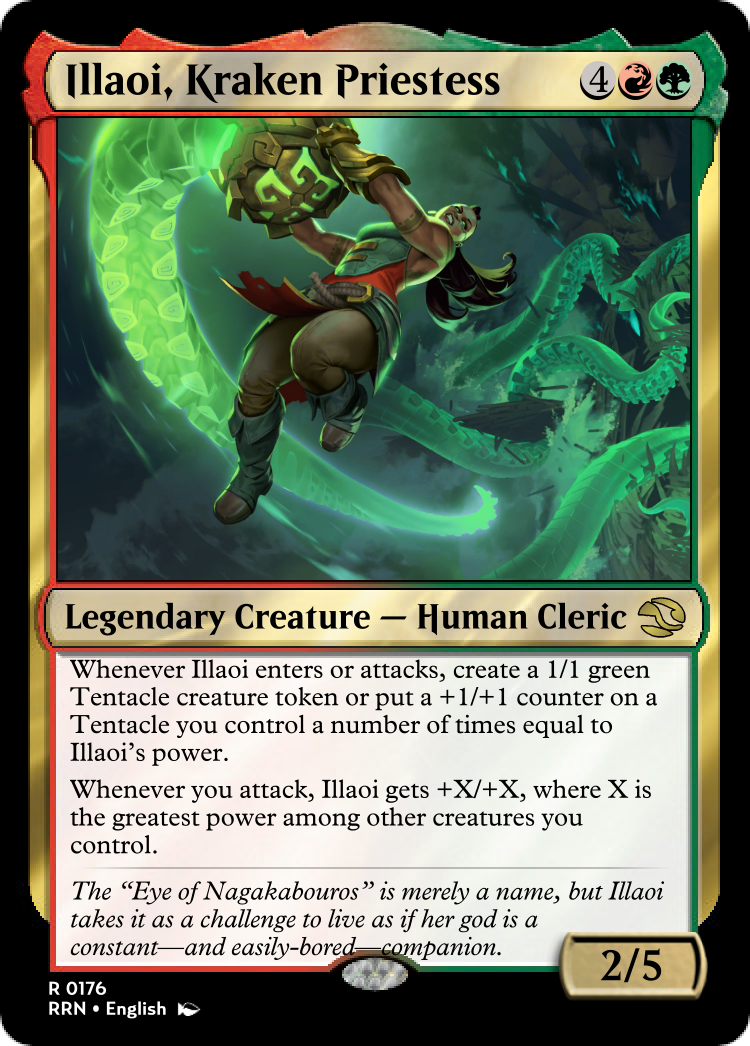 Illaoi, Kraken Priestess 4
Legendary Creature — Human Cleric
Whenever Illaoi enters or attacks, create a 1/1 green
Tentacle creature token or put a +1/+1 counter on a
Tentacle you control a number of times equal to
Illaoi's power.
Whenever you attack, Illaoi gets +X/+X, where X is
the greatest power among other creatures you
control.
The “Eye of Nagakabouros” is merely a name, but Illaoi
takes it as a challenge to live as if her god is a
constant—and easily-bored—companion.
2/5
R 0176
RRN • English